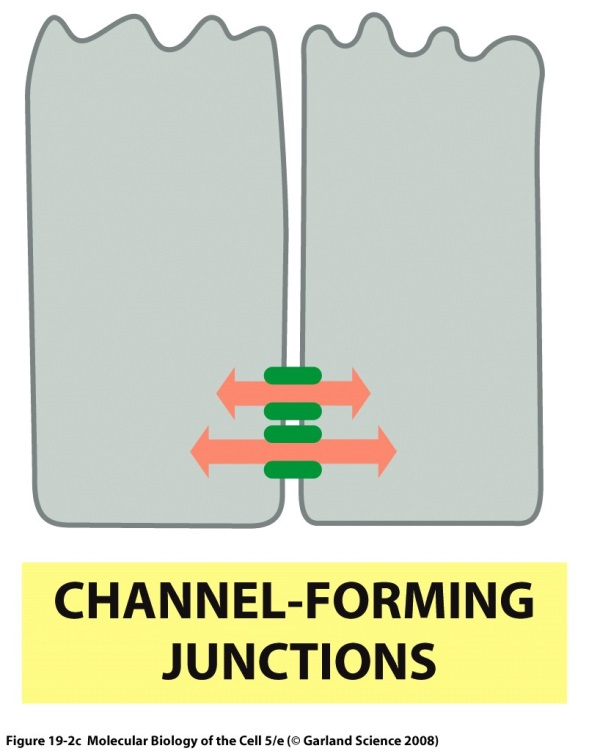 CHANNEL-FORMING
JUNCTIONS
Figure 19-2c Molecular Biology of the Cell 5/e (© Garland Science 2008)